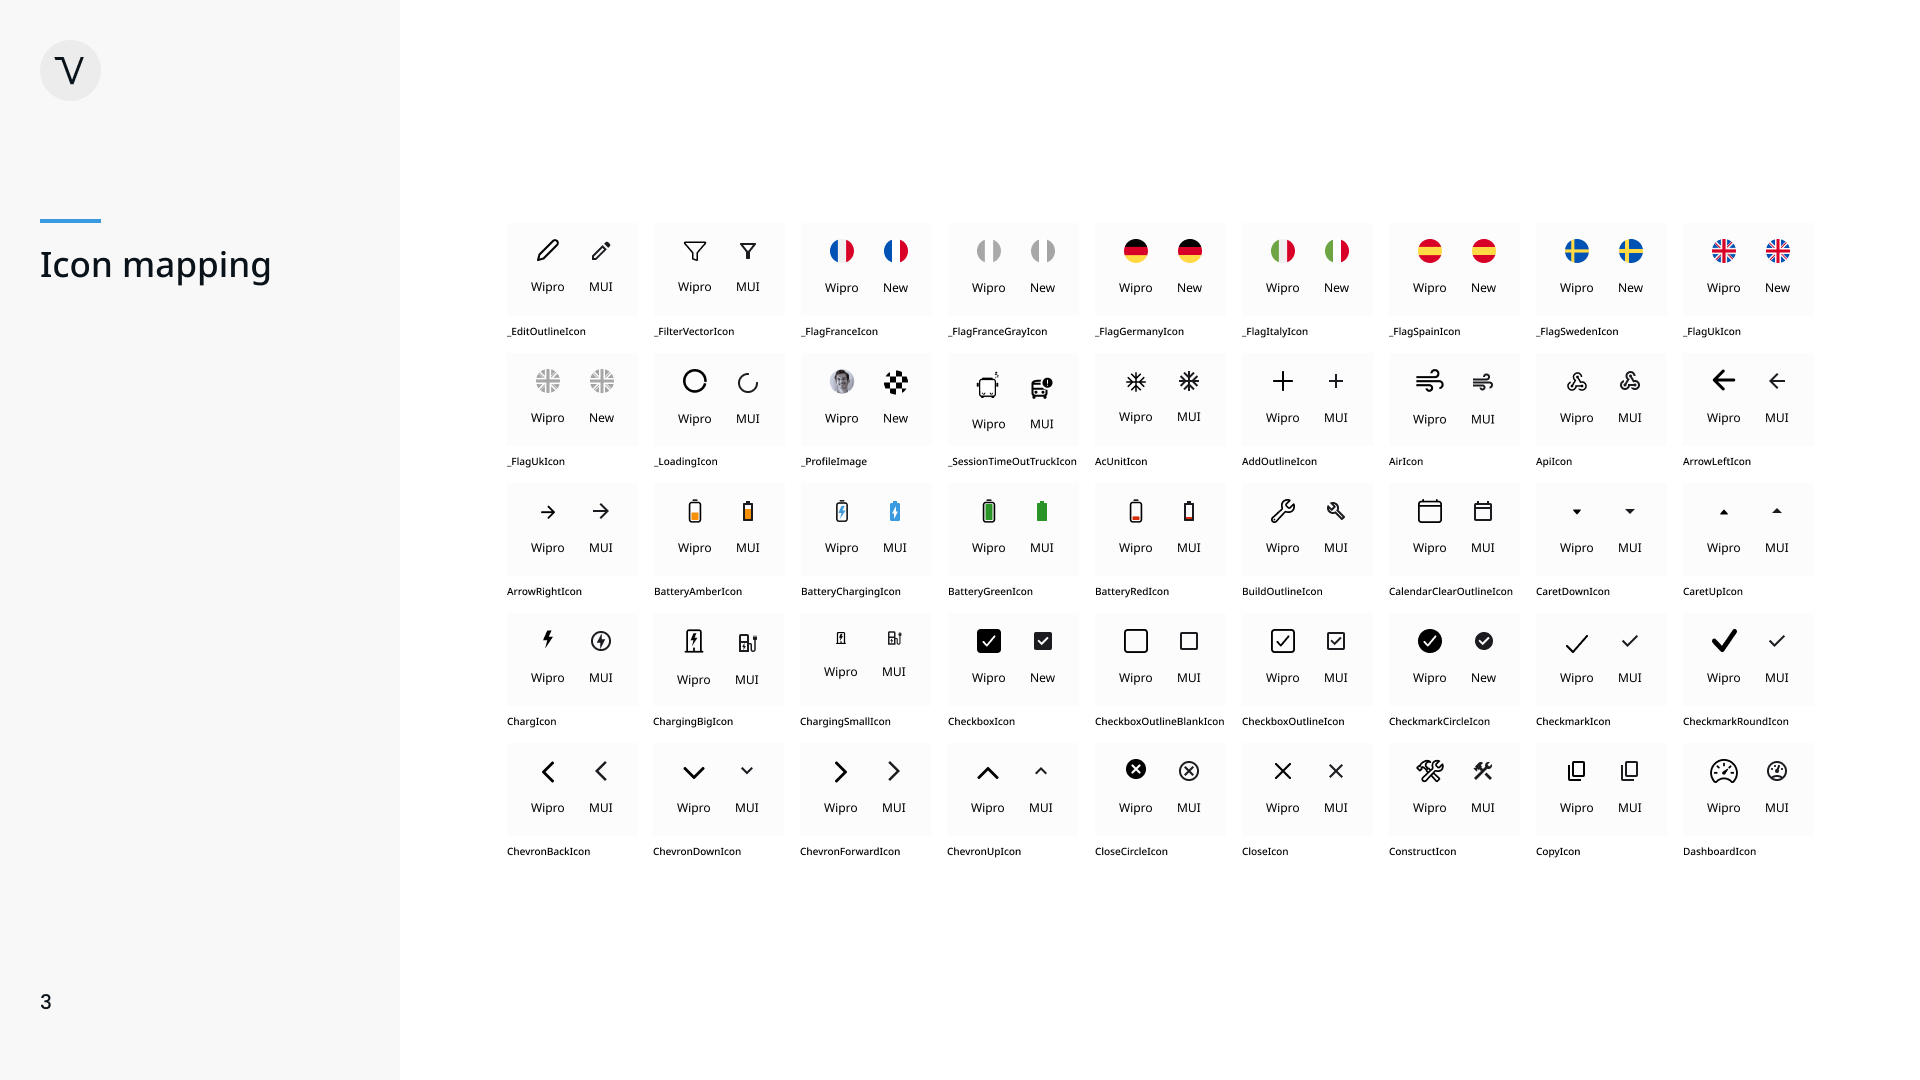 Icon mapping
Wipro MUI Wipro MUI Wipro New Wipro New Wipro New Wipro New Wipro New Wipro New Wipro New
_EditOutlineIcon _FilterVectorIcon _FlagFranceIcon _FlagFranceGrayIcon _FlagGermanyIcon _FlagItalyIcon _FlagSpainIcon _FlagSwedenIcon _FlagUkIcon
Wipro New Wipro MUI Wipro New Wipro MUI Wipro MUI Wipro MUI Wipro MUI Wipro MUI Wipro MUI
_FlagUkIcon _LoadingIcon _ProfileImage _SessionTimeOutTruckIcon AcUnitIcon AddOutlineIcon AirIcon ApiIcon ArrowLeftIcon
Wipro MUI Wipro MUI Wipro MUI Wipro MUI Wipro MUI Wipro MUI Wipro MUI Wipro MUI Wipro MUI
ArrowRightIcon BatteryAmberIcon BatteryChargingIcon BatteryGreenIcon BatteryRedIcon BuildOutlineIcon CalendarClearOutlineIcon CaretDownIcon CaretUpIcon
Wipro MUI Wipro MUI Wipro MUI Wipro New Wipro MUI Wipro MUI Wipro New Wipro MUI Wipro MUI
ChargIcon ChargingBigIcon ChargingSmallIcon CheckboxIcon CheckboxOutlineBlankIcon CheckboxOutlineIcon CheckmarkCircleIcon CheckmarkIcon CheckmarkRoundIcon
Wipro MUI Wipro MUI Wipro MUI Wipro MUI Wipro MUI Wipro MUI Wipro MUI Wipro MUI Wipro MUI
ChevronBackIcon ChevronDownIcon ChevronForwardIcon ChevronUpIcon CloseCircleIcon CloseIcon ConstructIcon CopyIcon DashboardIcon
3